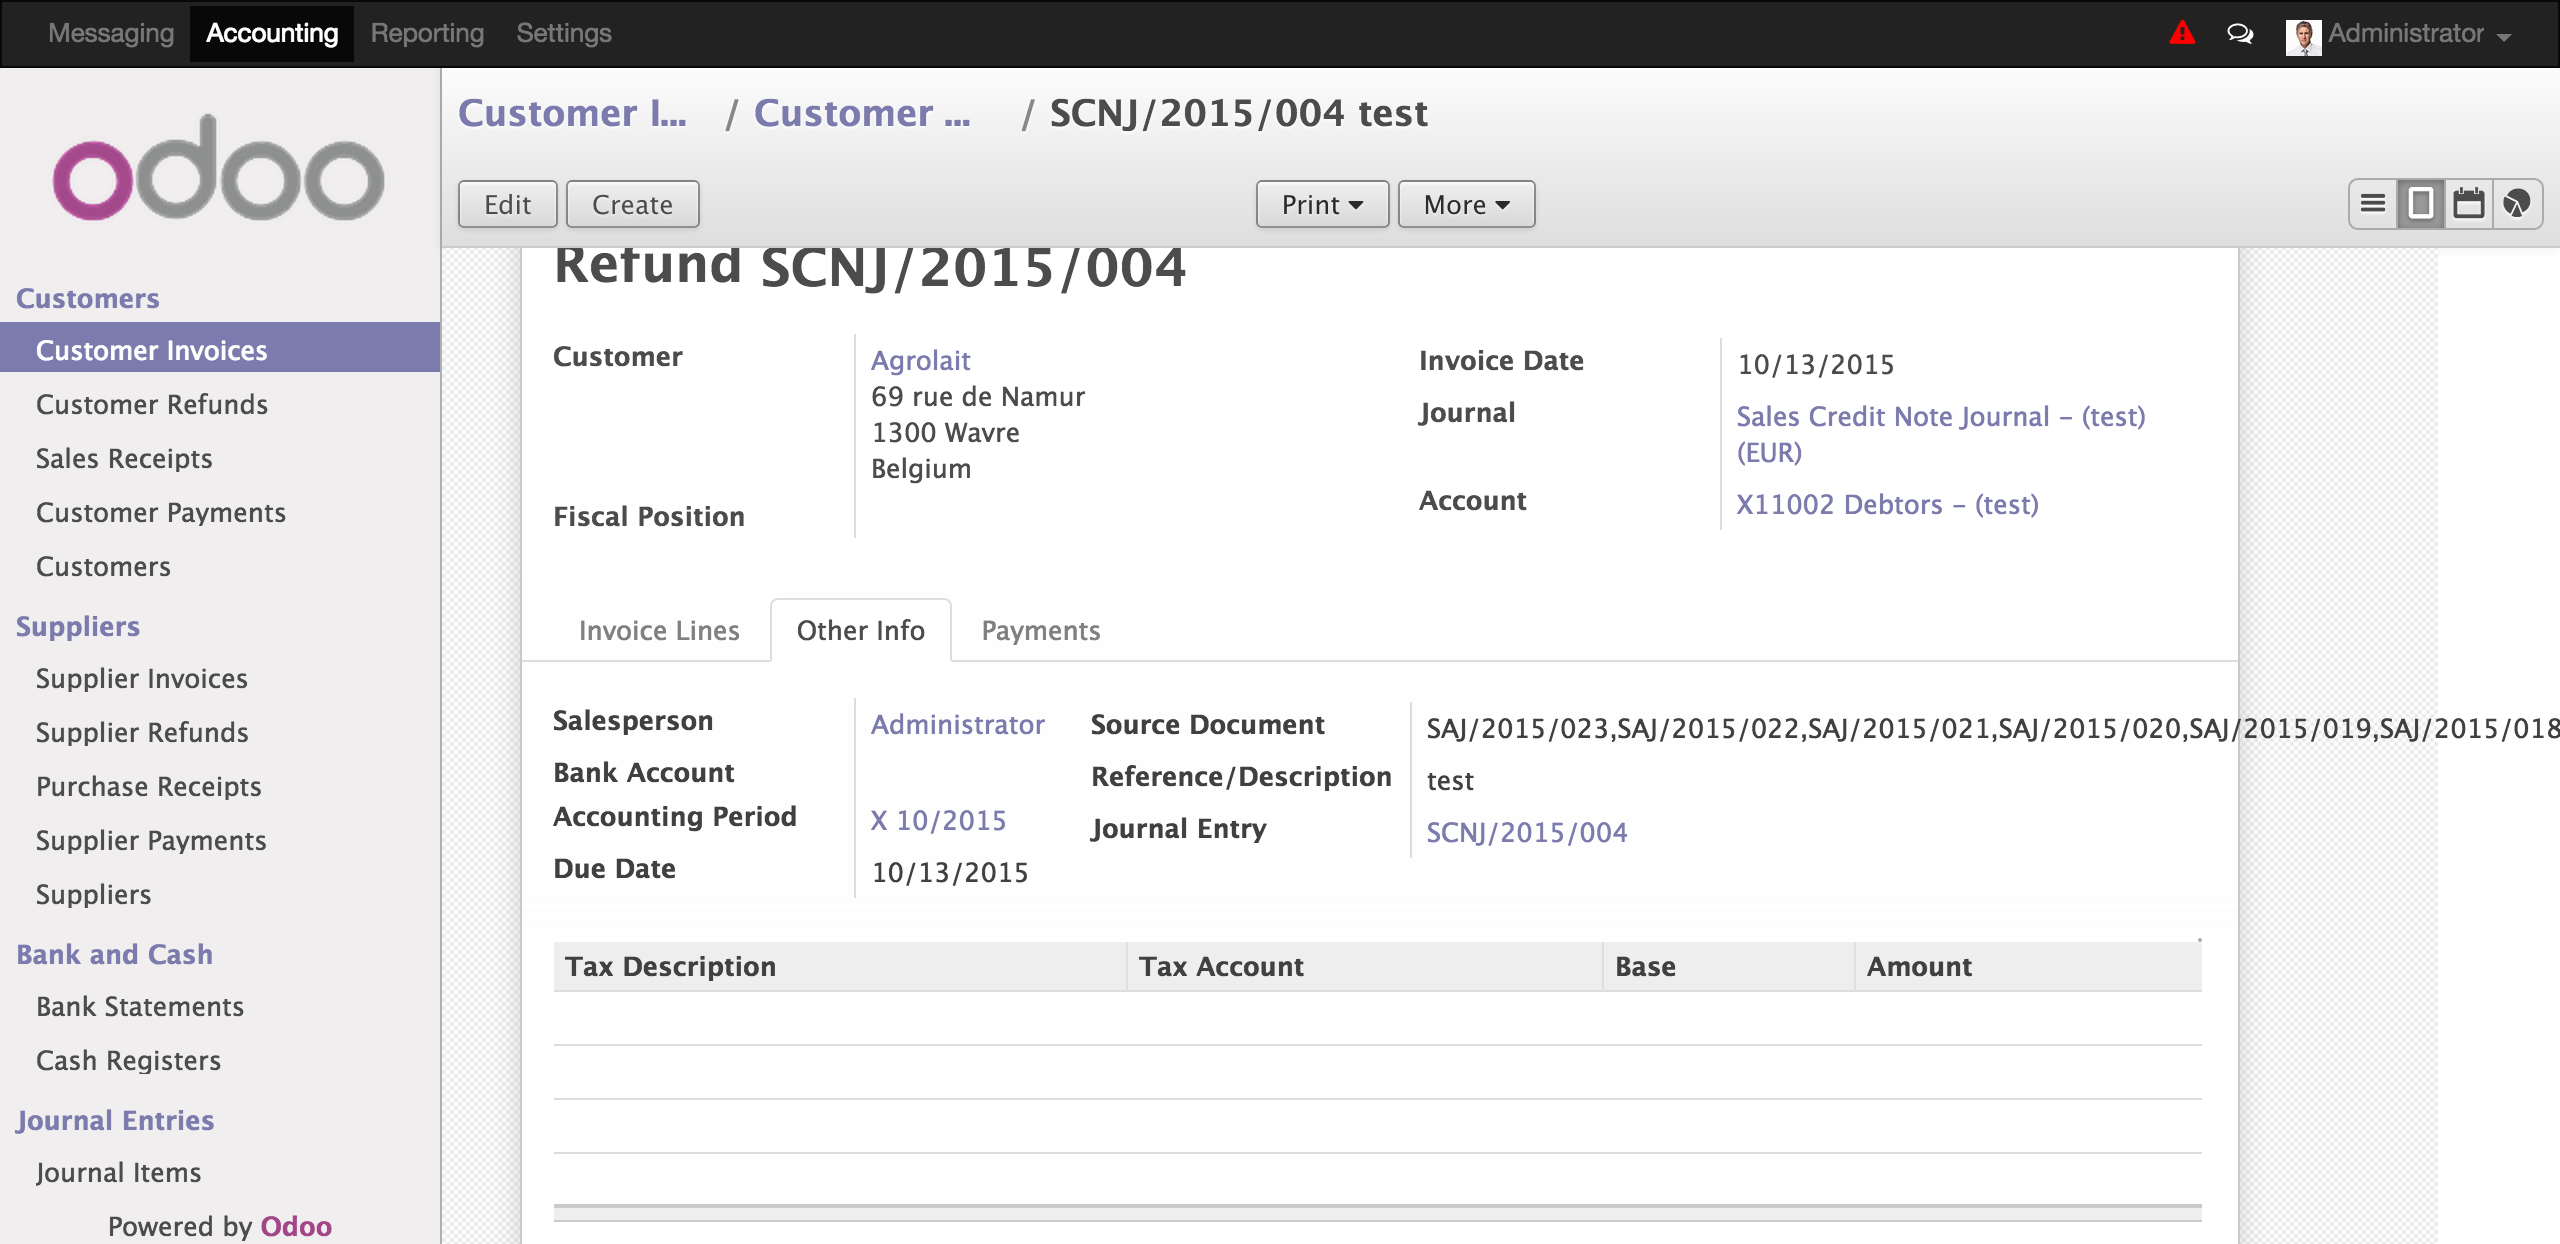 Messaging Accounting Reporting Settings Administrator
odoo
Customer I... / Customer ... / SCNJ/2015/004 test
Edit Create Print More
Customers
Customer Invoices
Customer Refunds
Sales Receipts
Customer Payments
Customers
Suppliers
Supplier Invoices
Supplier Refunds
Purchase Receipts
Supplier Payments
Suppliers
Bank and Cash
Bank Statements
Cash Registers
Journal Entries
Journal Items
Powered by Odoo
Refund SCNJ/2015/004
Customer Agrolait
69 rue de Namur
1300 Wavre
Belgium
Fiscal Position
Invoice Date 10/13/2015
Journal Sales Credit Note Journal - (test)
(EUR)
Account X11002 Debtors - (test)
Invoice Lines Other Info Payments
Salesperson Administrator
Bank Account
Accounting Period X 10/2015
Due Date 10/13/2015
Source Document SAJ/2015/023,SAJ/2015/022,SAJ/2015/021,SAJ/2015/020,SAJ/2015/019,SAJ/2015/018
Reference/Description test
Journal Entry SCNJ/2015/004
Tax Description Tax Account Base Amount